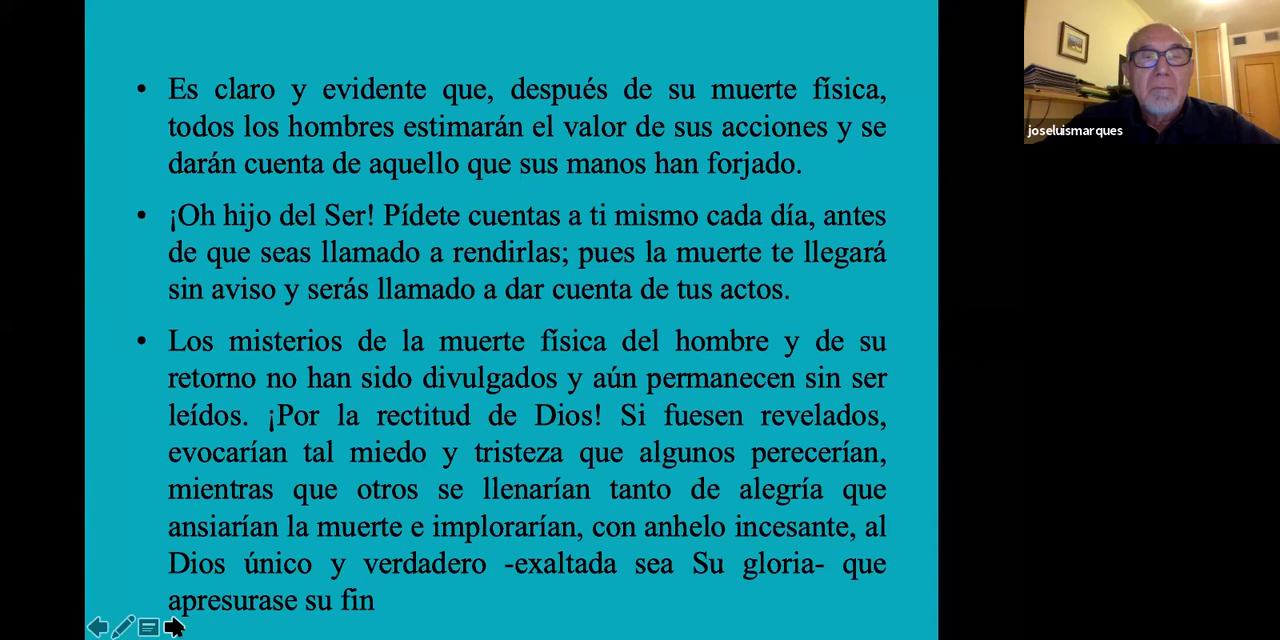 • Es claro y evidente que, después de su muerte física,
todos los hombres estimarán el valor de sus acciones y se
darán cuenta de aquello que sus manos han forjado.
• ¡Oh hijo del Ser! Pídete cuentas a ti mismo cada día, antes
de que seas llamado a rendirlas; pues la muerte te llegará
sin aviso y serás llamado a dar cuenta de tus actos.
• Los misterios de la muerte física del hombre y de su
retorno no han sido divulgados y aún permanecen sin ser
leídos. ¡Por la rectitud de Dios! Si fuesen revelados,
evocarían tal miedo y tristeza que algunos perecerían,
mientras que otros se llenarían tanto de alegría que
ansiarían la muerte e implorarían, con anhelo incesante, al
Dios único y verdadero -exaltada sea Su gloria- que
apresurase su fin
joseluismarques